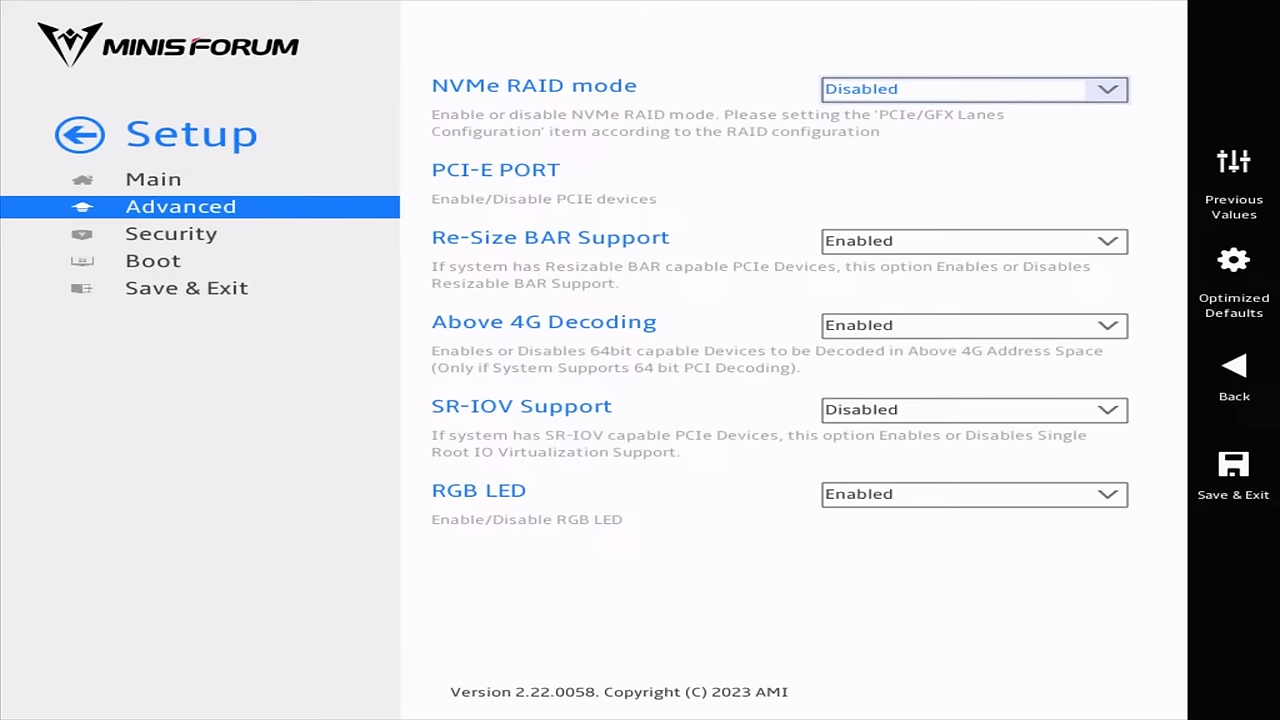 MINISFORUM
Setup
Main
Advanced
Security
Boot
Save & Exit
NVMe RAID mode
Disabled
Enable or disable NVMe RAID mode. Please setting the 'PCIe/GFX Lanes
Configuration' item according to the RAID configuration
PCI-E PORT
Enable/Disable PCIE devices
Re-Size BAR Support
Enabled
If system has Resizable BAR capable PCIe Devices, this option Enables or Disables
Resizable BAR Support.
Above 4G Decoding
Enabled
Enables or Disables 64bit capable Devices to be Decoded in Above 4G Address Space
(Only if System Supports 64 bit PCI Decoding).
SR-IOV Support
Disabled
If system has SR-IOV capable PCIe Devices, this option Enables or Disables Single
Root IO Virtualization Support.
RGB LED
Enabled
Enable/Disable RGB LED
Version 2.22.0058. Copyright (C) 2023 AMI
Previous
Values
Optimized
Defaults
Back
Save & Exit